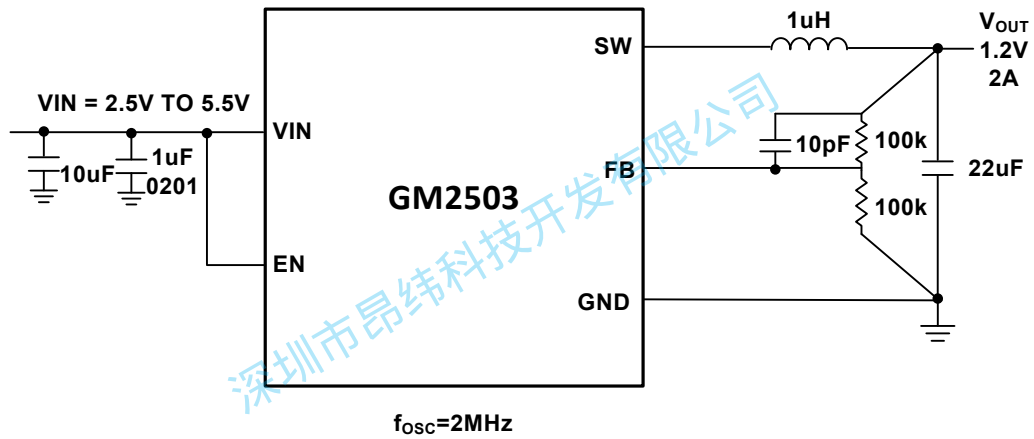 1uH
VOUT
1.2V
2A
SW
VIN = 2.5V TO 5.5V
VIN
10uF
1uF
0201
10pF
100k
FB
22uF
GM2503
100k
EN
GND
深圳市昂纬科技开发有限公司
fOSC=2MHz